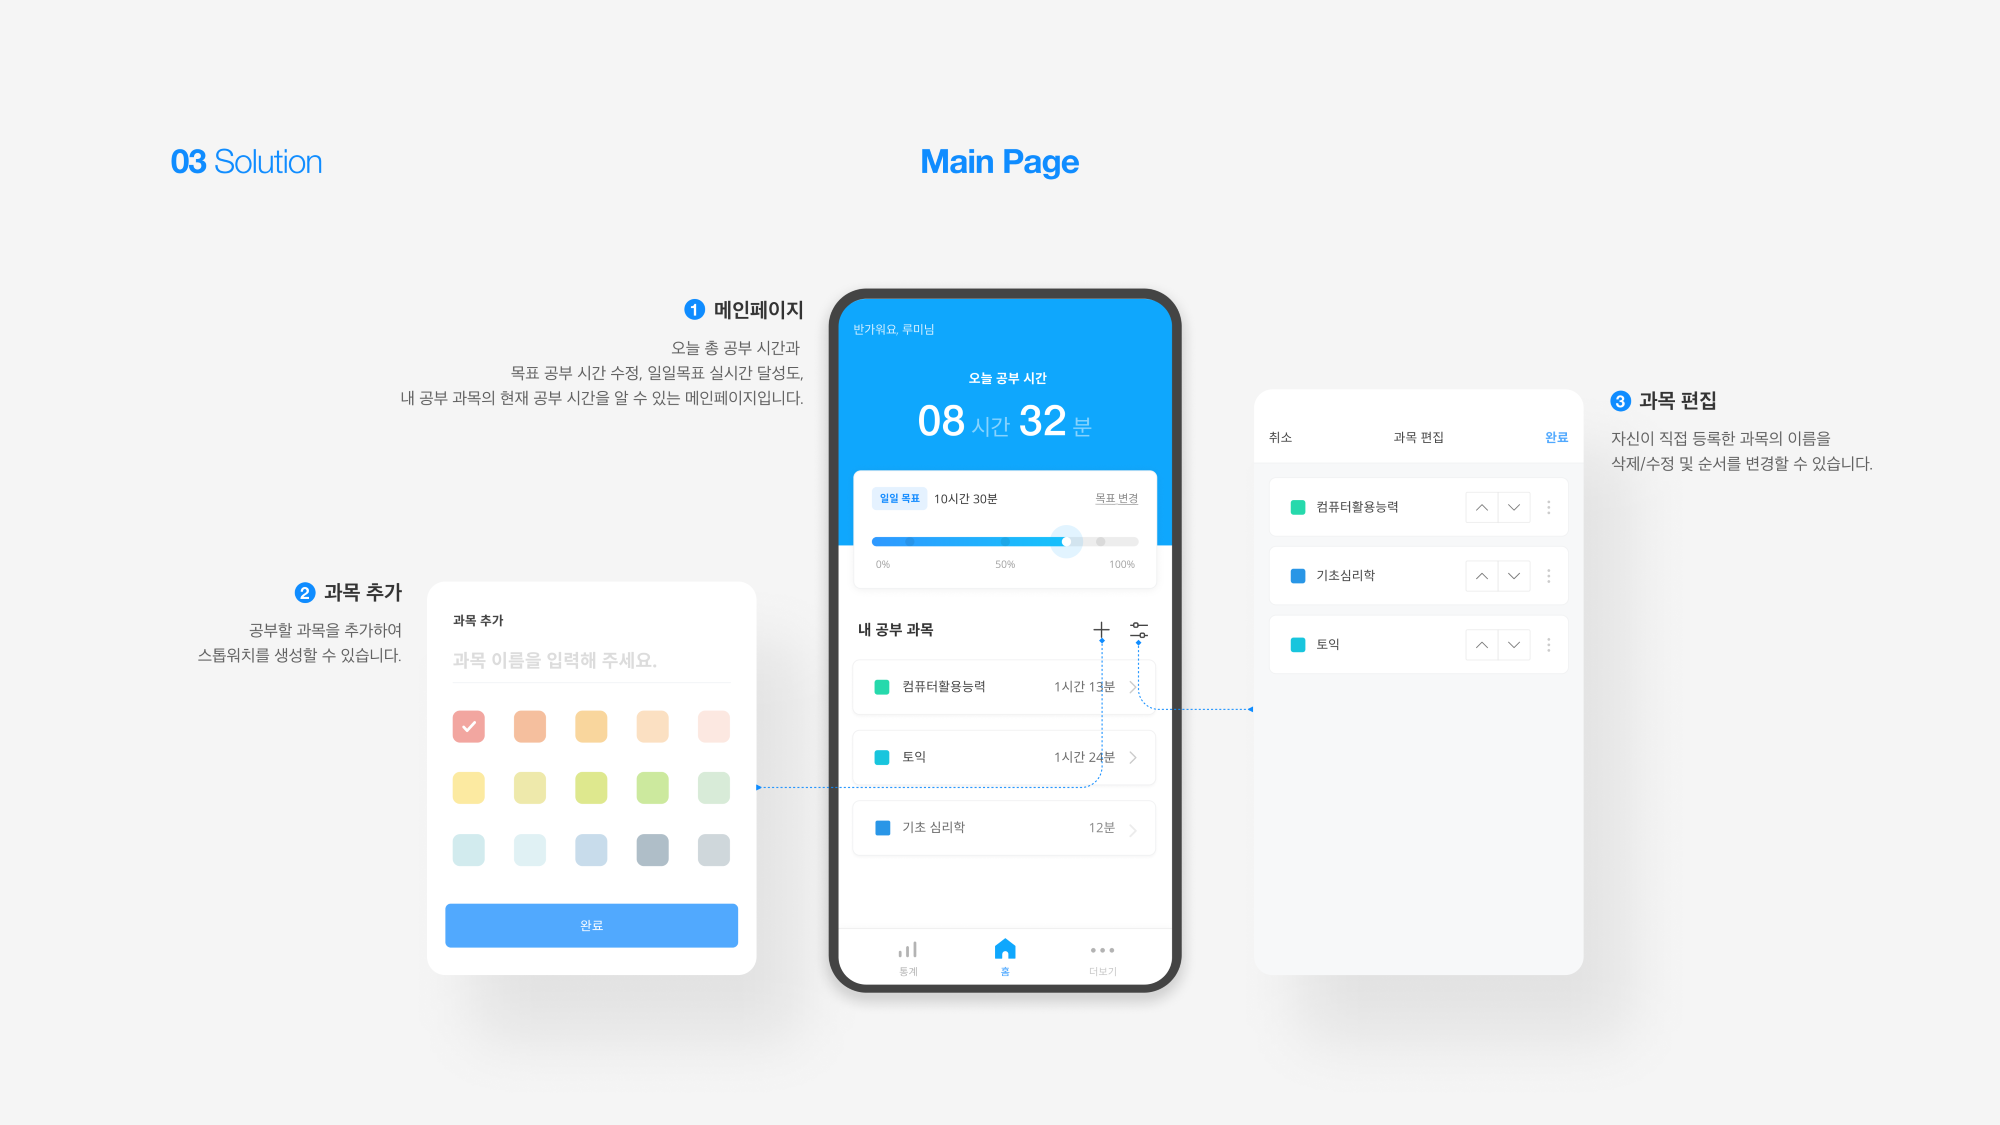 03 Solution
Main Page
1 메인페이지
오늘 총 공부 시간과
목표 공부 시간 수정, 일일목표 실시간 달성도,
내 공부 과목의 현재 공부 시간을 알 수 있는 메인페이지입니다.
2 과목 추가
공부할 과목을 추가하여
스톱워치를 생성할 수 있습니다.
과목 추가
과목 이름을 입력해 주세요.
완료
반가워요, 루미님
오늘 공부 시간
08 시간 32 분
일일 목표 10시간 30분 목표 변경
0% 50% 100%
내 공부 과목
컴퓨터활용능력 1시간 13분
토익 1시간 24분
기초 심리학 12분
통계 홈 더보기
3 과목 편집
자신이 직접 등록한 과목의 이름을
삭제/수정 및 순서를 변경할 수 있습니다.
취소 과목 편집 완료
컴퓨터활용능력
기초심리학
토익